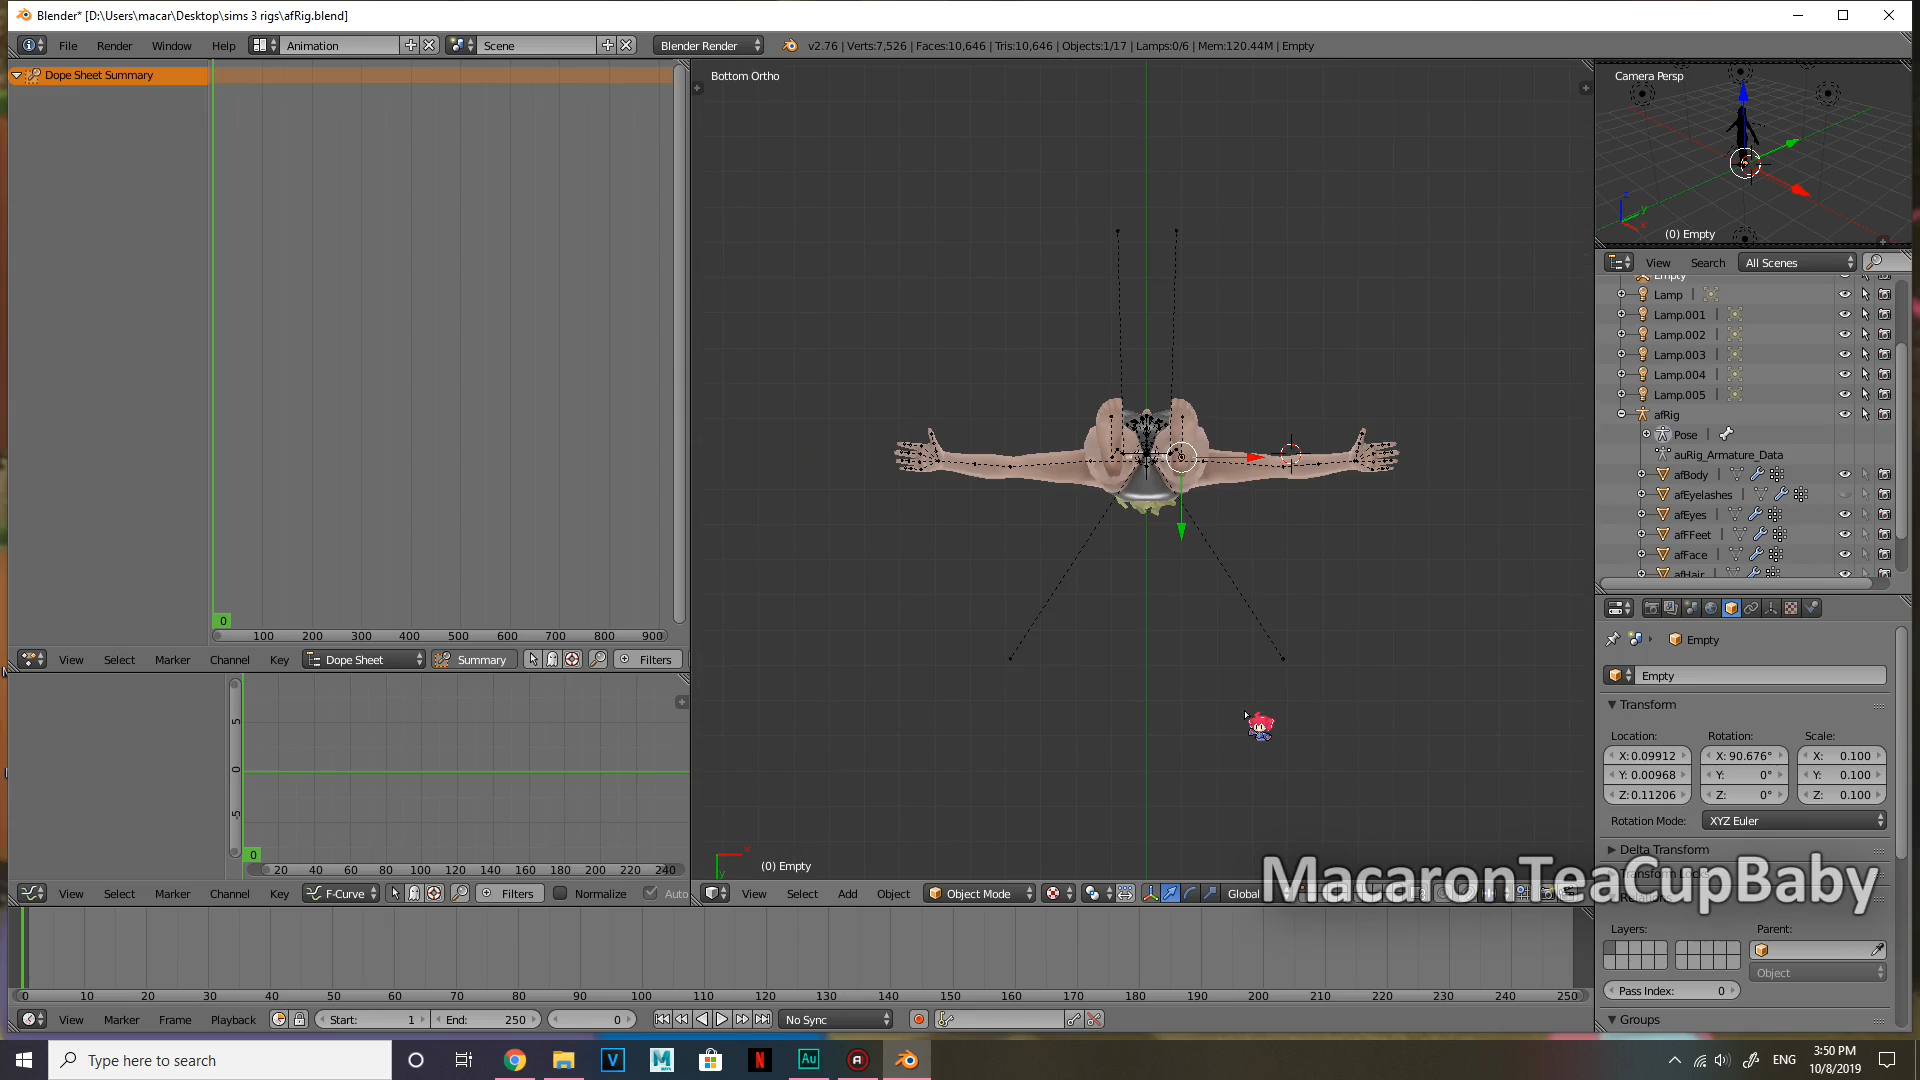 Blender* [D:\Users\macar\Desktop\sims 3 rigs\afRig.blend]
File Render Window Help Animation Scene Blender Render v2.76 | Verts:7,526 | Faces:10,646 | Tris:10,646 | Objects:1/17 | Lamps:0/6 | Mem:120.44M | Empty
Dope Sheet Summary
0
100 200 300 400 500 600 700 800 900
View Select Marker Channel Key Dope Sheet Summary Filters
5
0
-5
0
20 40 60 80 100 120 140 160 180 200 220 240
View Select Marker Channel Key F-Curve Filters Normalize Auto
Bottom Ortho
x
y
(0) Empty
View Select Add Object Object Mode Global
Camera Persp
z
y
x
(0) Empty
View Search All Scenes
Empty
Lamp
Lamp.001
Lamp.002
Lamp.003
Lamp.004
Lamp.005
afRig
Pose
auRig_Armature_Data
afBody
afEyelashes
afEyes
afFFeet
afFace
afHair
Empty
Empty
Transform
Location: Rotation: Scale:
X:0.09912 X: 90.676° X: 0.100
Y: 0.00968 Y: 0° Y: 0.100
Z:0.11206 Z: 0° Z: 0.100
Rotation Mode: XYZ Euler
Delta Transform
Transform Locks
Relations
MacaronTeaCupBaby
Layers: Parent:
Object
Pass Index: 0
Groups
0 10 20 30 40 50 60 70 80 90 100 110 120 130 140 150 160 170 180 190 200 210 220 230 240 250
View Marker Frame Playback Start: 1 End: 250 0 No Sync
Type here to search
V
M
N
Au
ENG
3:50 PM
10/8/2019